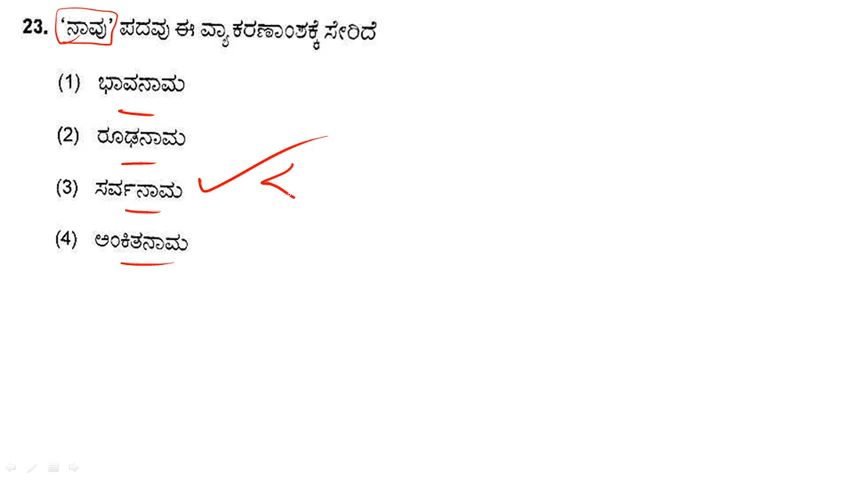 23. 'ನಾವು' ಪದವು ಈ ವ್ಯಾಕರಣಾಂಶಕ್ಕೆ ಸೇರಿದೆ
(1) ಭಾವನಾಮ
(2) ರೂಢನಾಮ
(3) ಸರ್ವನಾಮ
(4) ಅಂಕಿತನಾಮ